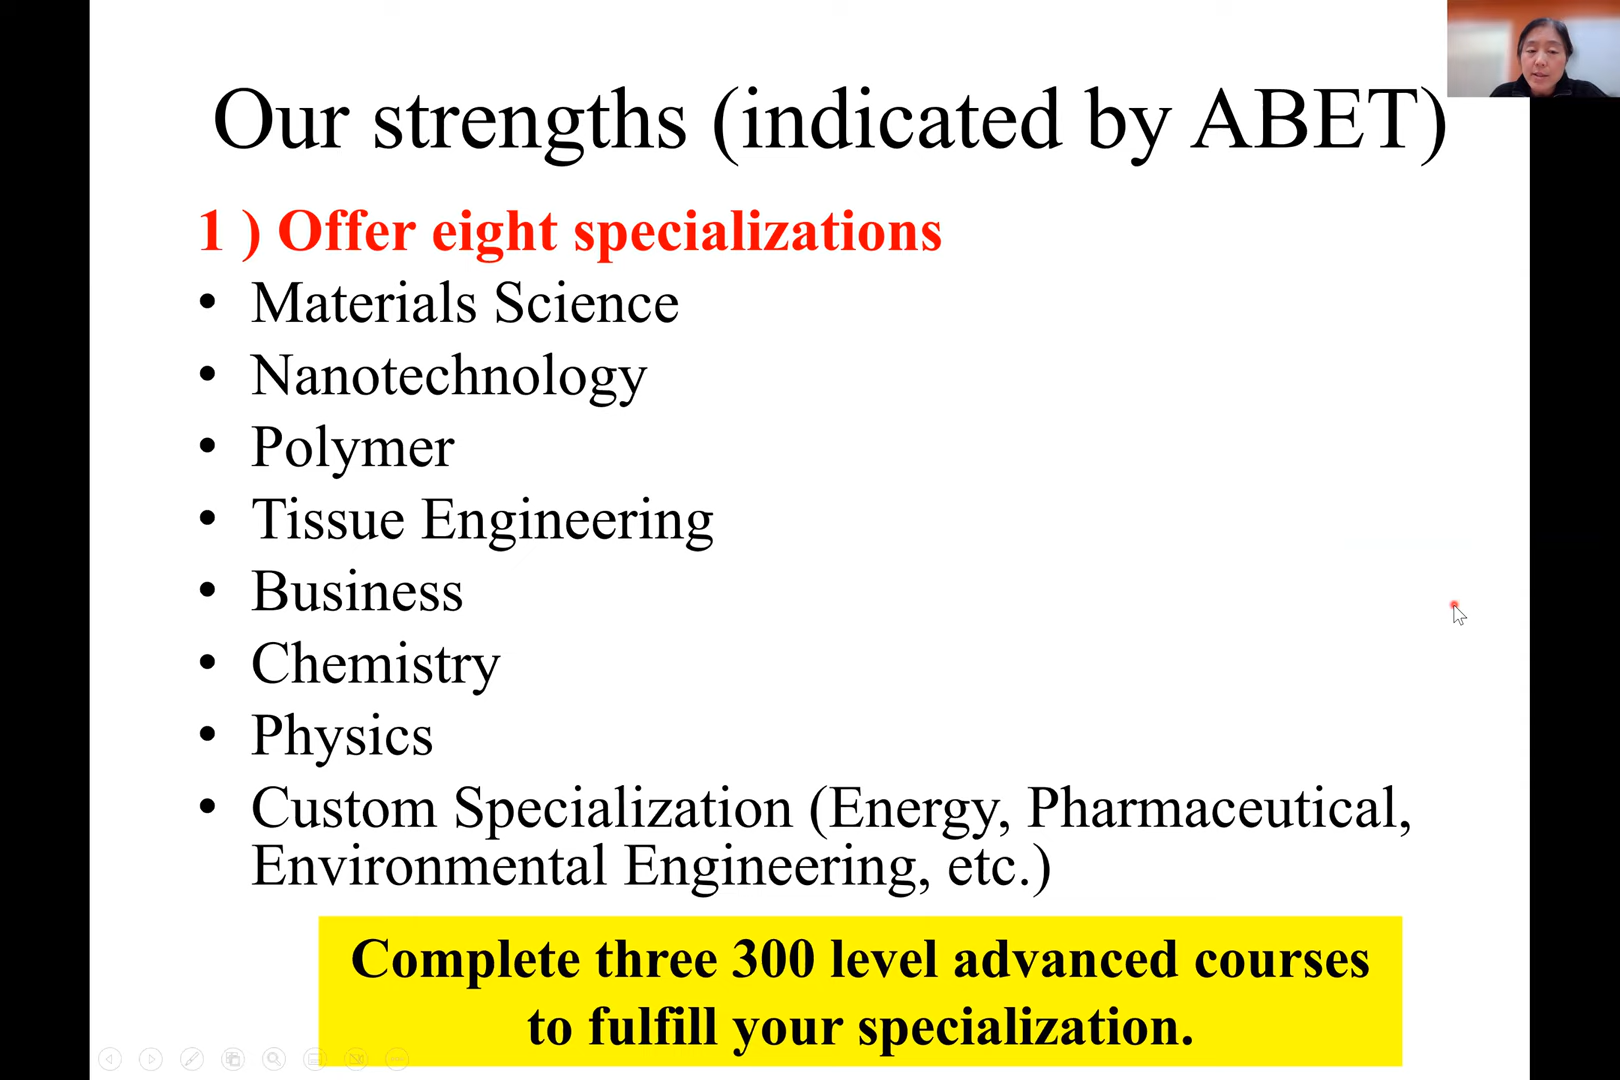 Our strengths (indicated by ABET)
1 ) Offer eight specializations
• Materials Science
• Nanotechnology
• Polymer
• Tissue Engineering
• Business
• Chemistry
• Physics
• Custom Specialization (Energy, Pharmaceutical,
Environmental Engineering, etc.)
Complete three 300 level advanced courses
to fulfill your specialization.